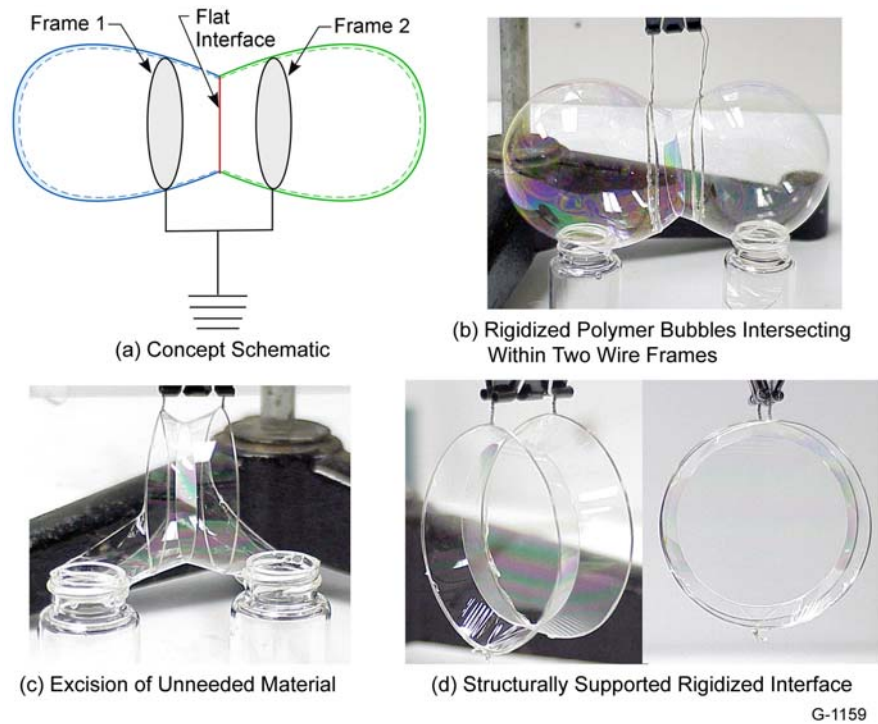 Frame 1
Flat
Interface
Frame 2
(a) Concept Schematic
(b) Rigidized Polymer Bubbles Intersecting
Within Two Wire Frames
(c) Excision of Unneeded Material
(d) Structurally Supported Rigidized Interface
G-1159